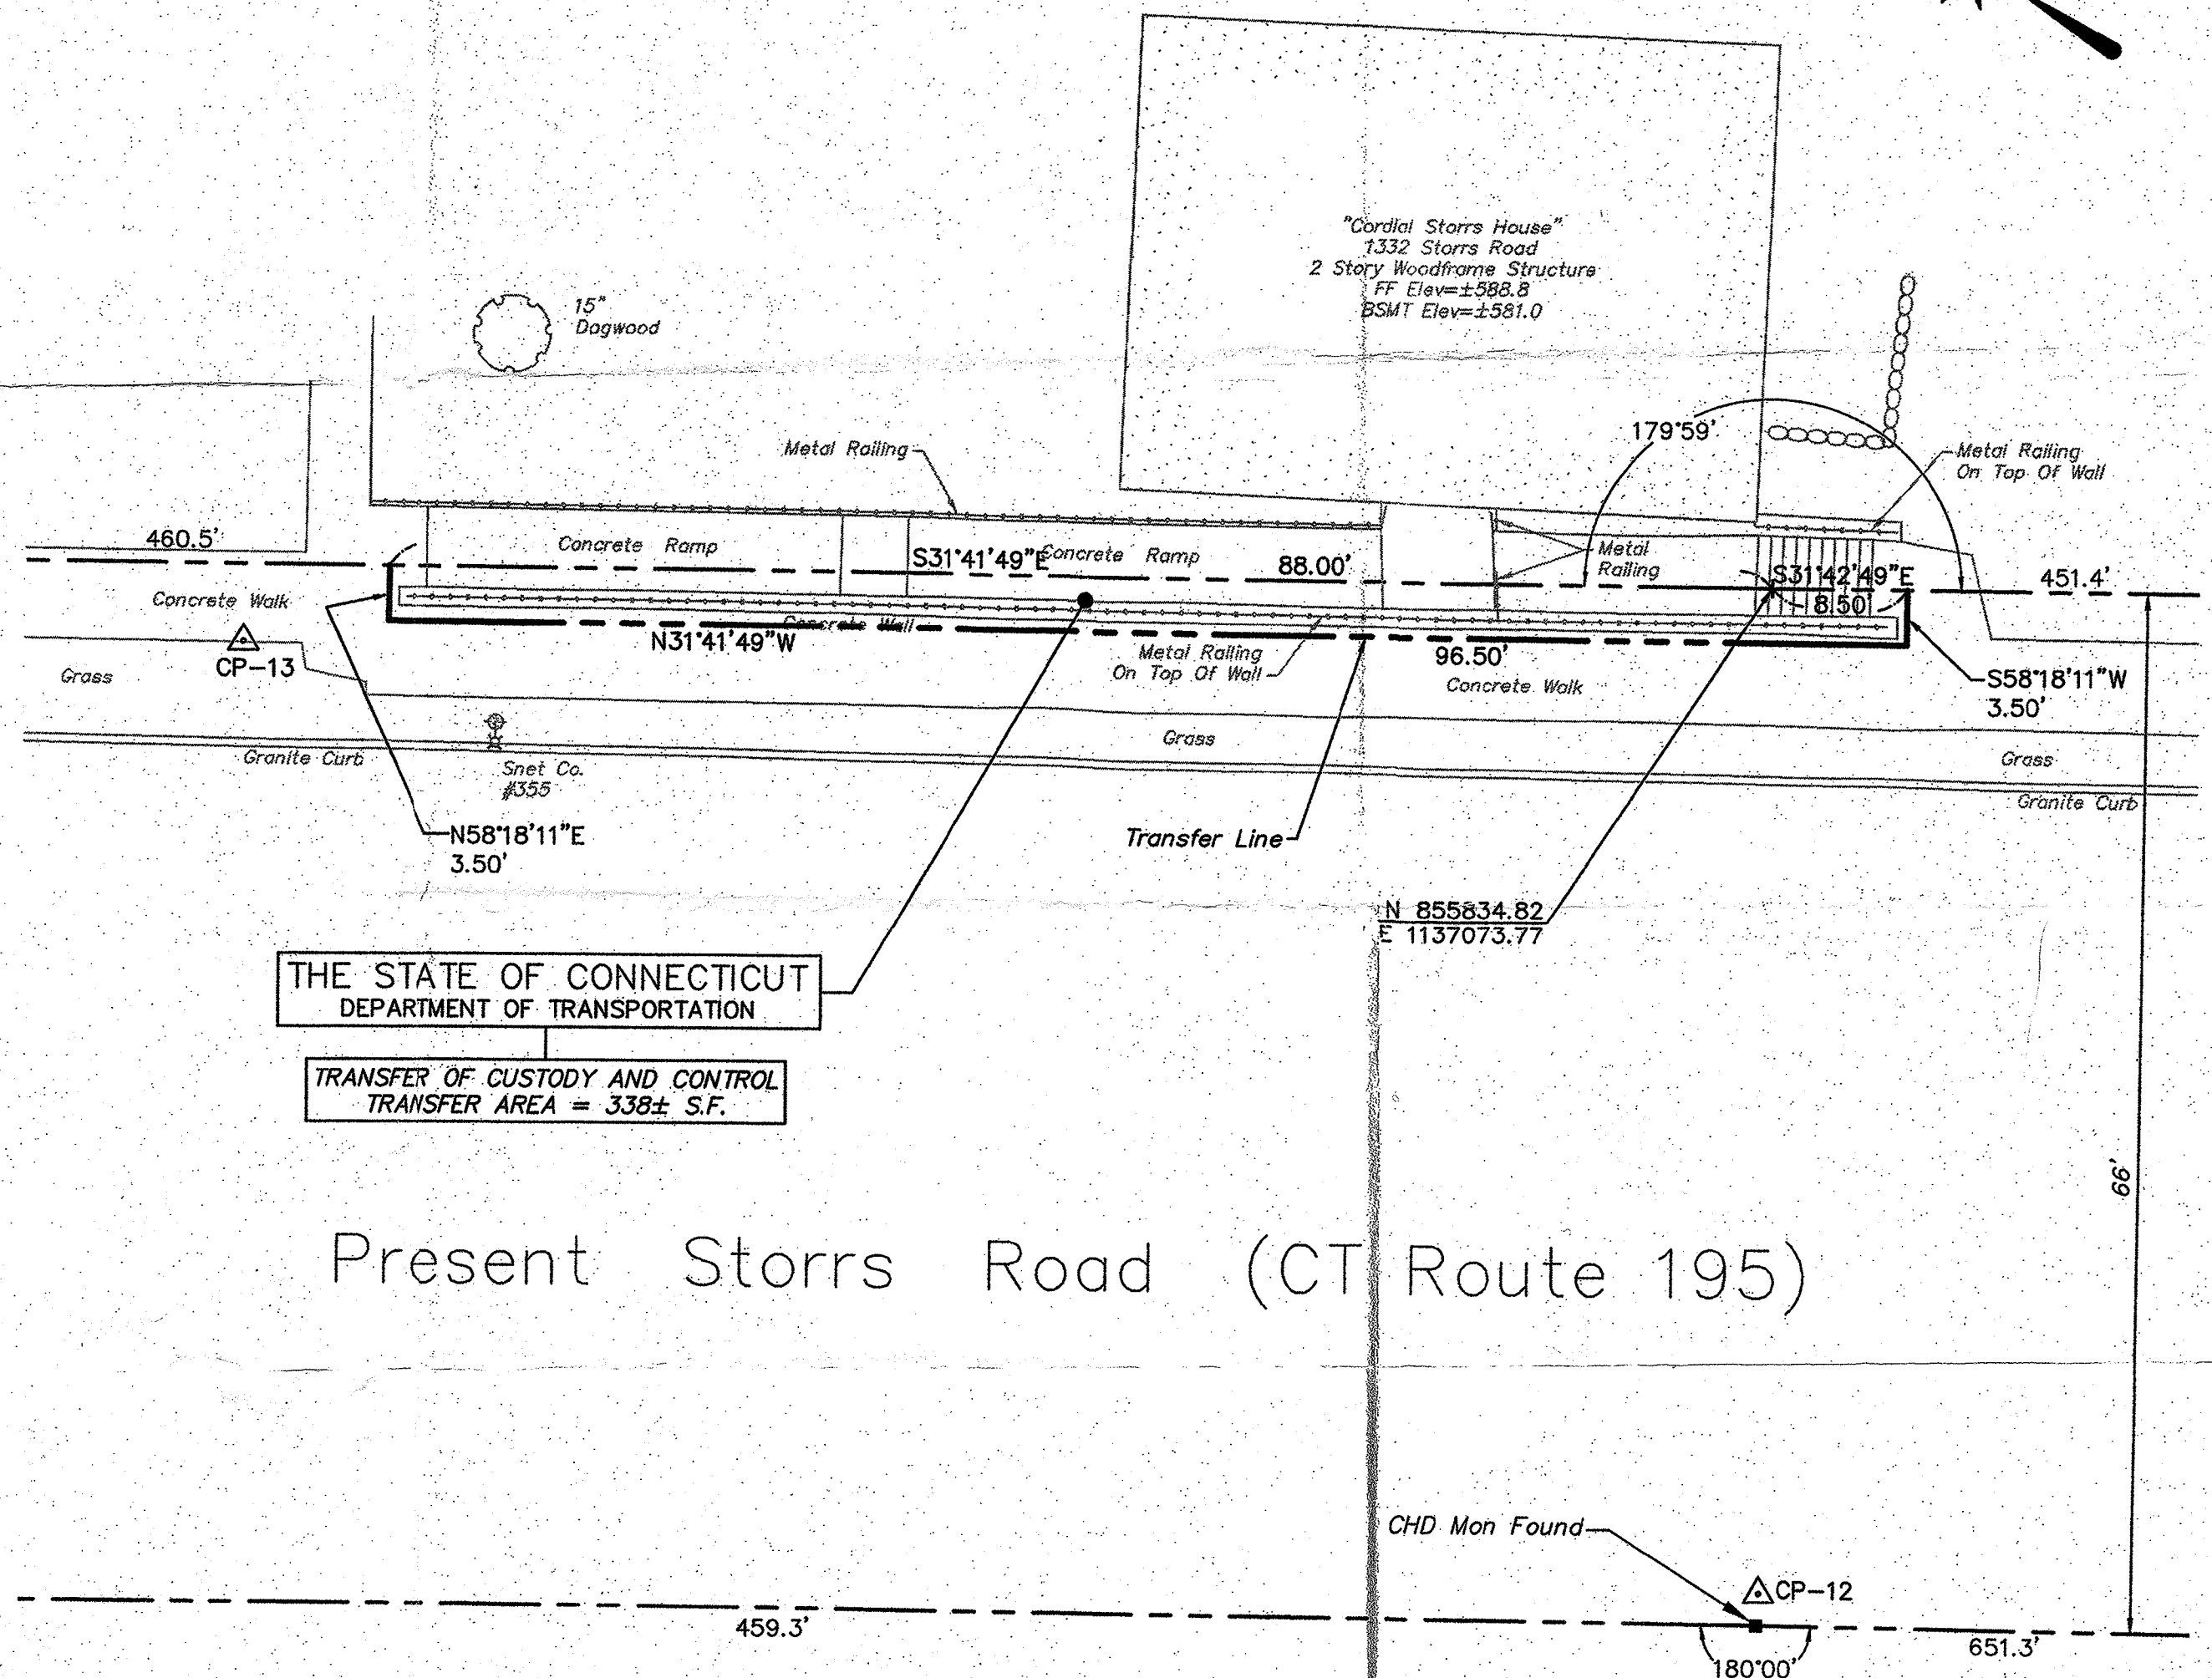 "Cordial Storrs House"
1332 Storrs Road
2 Story Woodframe Structure
FF Elev=±588.8
BSMT Elev=±581.0
15"
Dogwood
179°59'
Metal Railing
Metal Railing
On Top Of Wall
460.5'
Concrete Ramp
S31°41'49"E
Concrete Ramp
88.00'
Metal
Railing
S31°42'49"E
8.50'
451.4'
Concrete Walk
CP-13
Concrete Wall
N31°41'49"W
Metal Railing
On Top Of Wall
96.50'
Concrete Walk
S58°18'11"W
3.50'
Grass
Grass
Grass
Granite Curb
Snet Co.
#355
Granite Curb
N58°18'11"E
3.50'
Transfer Line
N 855834.82
E 1137073.77
THE STATE OF CONNECTICUT
DEPARTMENT OF TRANSPORTATION
TRANSFER OF CUSTODY AND CONTROL
TRANSFER AREA = 338± S.F.
66'
Present Storrs Road (CT Route 195)
CHD Mon Found
CP-12
459.3'
651.3'
180°00'